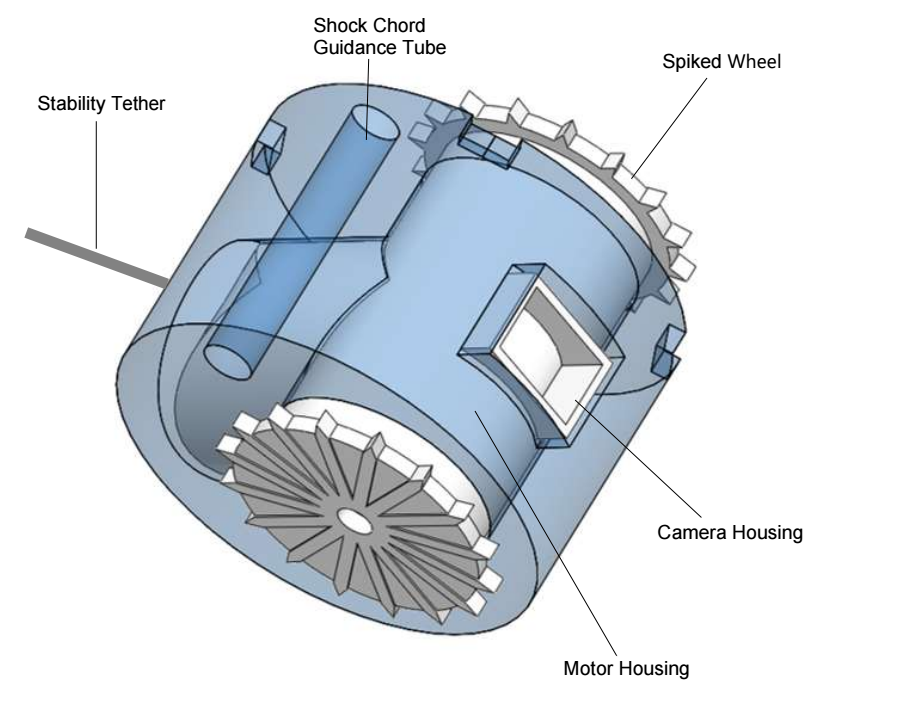 Shock Chord
Guidance Tube
Spiked Wheel
Stability Tether
Camera Housing
Motor Housing